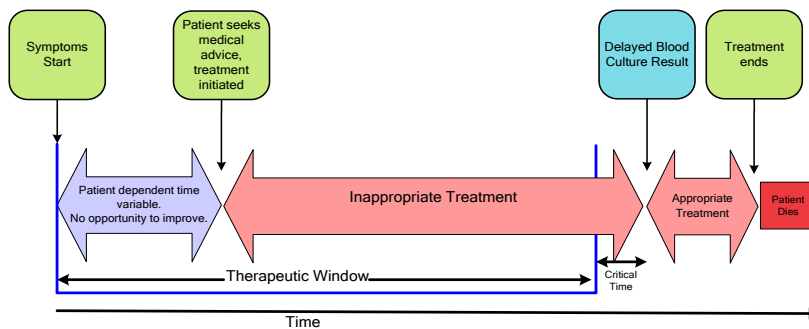 Symptoms
Start
Patient seeks
medical
advice,
treatment
initiated
Delayed Blood
Culture Result
Treatment
ends
Patient dependent time
variable.
No opportunity to improve.
Inappropriate Treatment
Appropriate
Treatment
Patient
Dies
Therapeutic Window
Critical
Time
Time